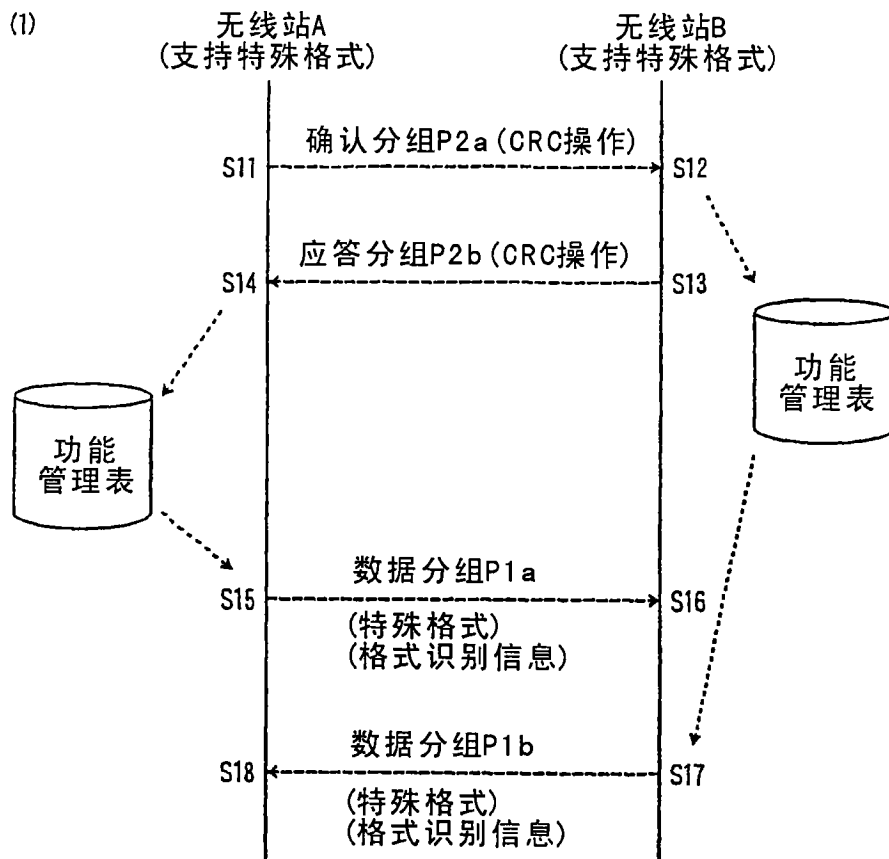 (1)
无线站A
(支持特殊格式)
无线站B
(支持特殊格式)
确认分组P2a(CRC操作)
S11
S12
应答分组P2b(CRC操作)
S14
S13
功能
管理表
功能
管理表
数据分组P1a
S15
S16
(特殊格式)
(格式识别信息)
数据分组P1b
S18
S17
(特殊格式)
(格式识别信息)